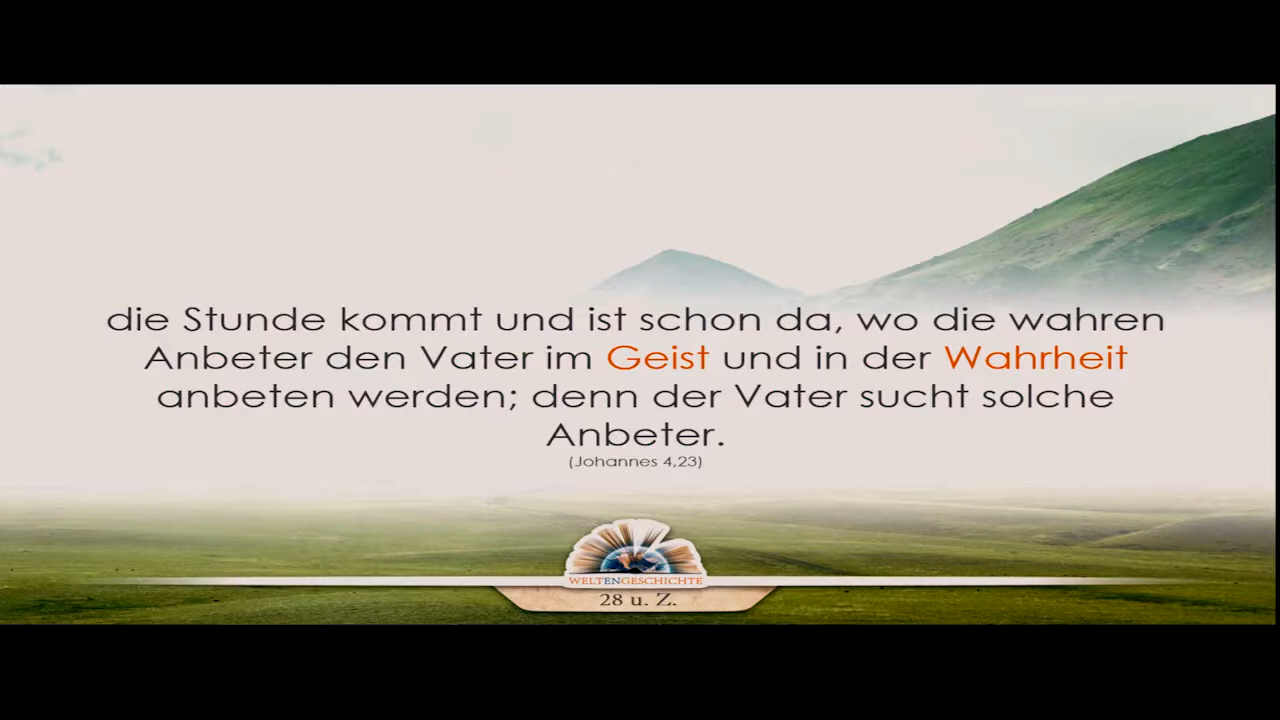 die Stunde kommt und ist schon da, wo die wahren
Anbeter den Vater im Geist und in der Wahrheit
anbeten werden; denn der Vater sucht solche
Anbeter.
(Johannes 4,23)
WELTENGESCHICHTE
28 u. Z.